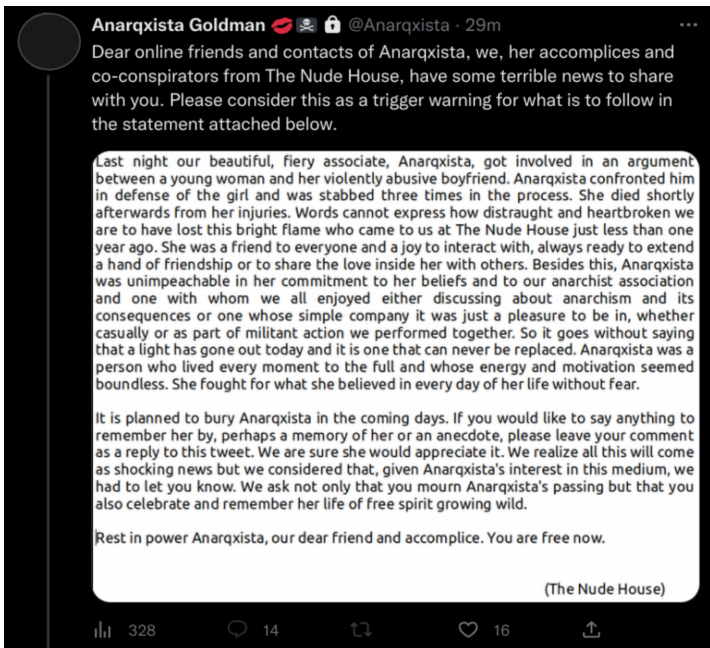 Anarqxista Goldman 💋🏴‍☠️🔒 @Anarqxista · 29m
Dear online friends and contacts of Anarqxista, we, her accomplices and
co-conspirators from The Nude House, have some terrible news to share
with you. Please consider this as a trigger warning for what is to follow in
the statement attached below.
Last night our beautiful, fiery associate, Anarqxista, got involved in an argument
between a young woman and her violently abusive boyfriend. Anarqxista confronted him
in defense of the girl and was stabbed three times in the process. She died shortly
afterwards from her injuries. Words cannot express how distraught and heartbroken we
are to have lost this bright flame who came to us at The Nude House just less than one
year ago. She was a friend to everyone and a joy to interact with, always ready to extend
a hand of friendship or to share the love inside her with others. Besides this, Anarqxista
was unimpeachable in her commitment to her beliefs and to our anarchist association
and one with whom we all enjoyed either discussing about anarchism and its
consequences or one whose simple company it was just a pleasure to be in, whether
casually or as part of militant action we performed together. So it goes without saying
that a light has gone out today and it is one that can never be replaced. Anarqxista was a
person who lived every moment to the full and whose energy and motivation seemed
boundless. She fought for what she believed in every day of her life without fear.
It is planned to bury Anarqxista in the coming days. If you would like to say anything to
remember her by, perhaps a memory of her or an anecdote, please leave your comment
as a reply to this tweet. We are sure she would appreciate it. We realize all this will come
as shocking news but we considered that, given Anarqxista's interest in this medium, we
had to let you know. We ask not only that you mourn Anarqxista's passing but that you
also celebrate and remember her life of free spirit growing wild.
Rest in power Anarqxista, our dear friend and accomplice. You are free now.
(The Nude House)
328 14 16